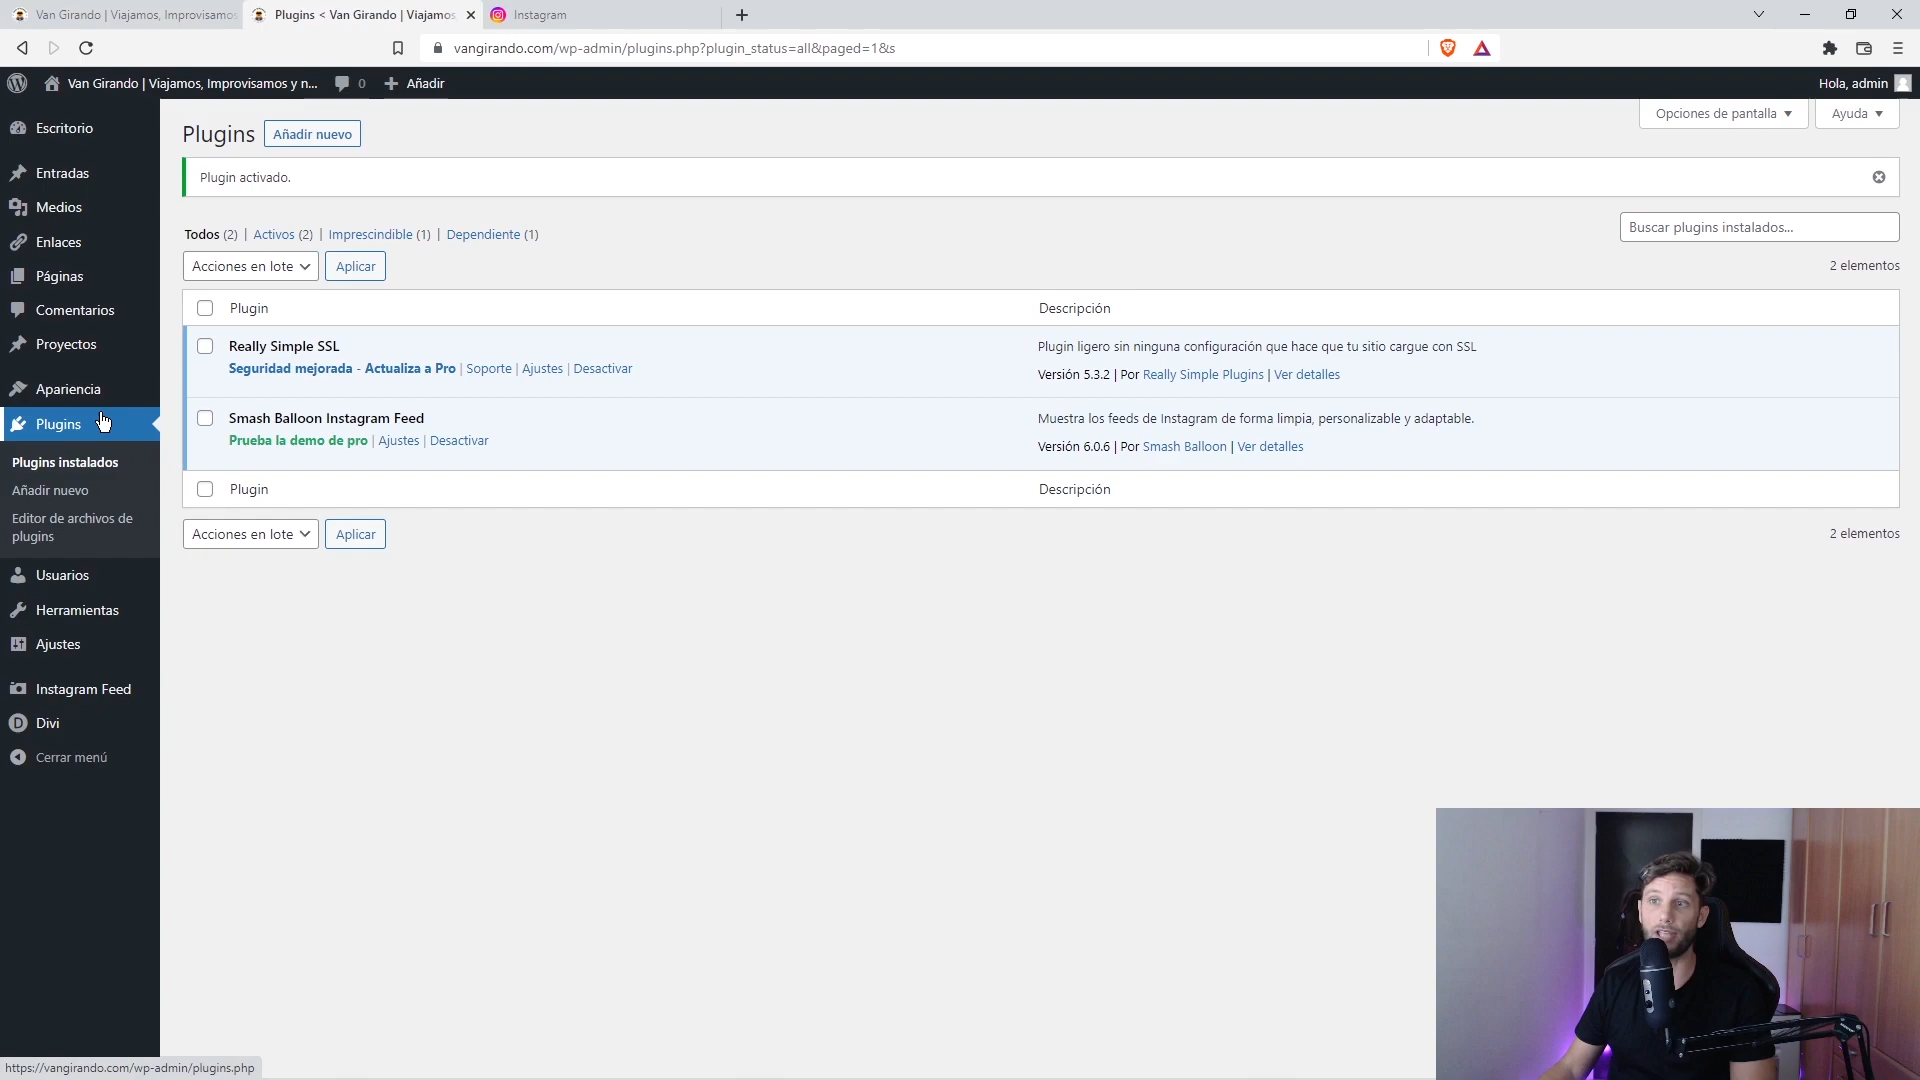 Van Girando | Viajamos, Improvisamos
Plugins < Van Girando | Viajamos,
Instagram
vangirando.com/wp-admin/plugins.php?plugin_status=all&paged=1&s
Van Girando | Viajamos, Improvisamos y n...
0
Añadir
Hola, admin
Escritorio
Entradas
Medios
Enlaces
Páginas
Comentarios
Proyectos
Apariencia
Plugins
Plugins instalados
Añadir nuevo
Editor de archivos de
plugins
Usuarios
Herramientas
Ajustes
Instagram Feed
Divi
Cerrar menú
Opciones de pantalla
Ayuda
Plugins
Añadir nuevo
Plugin activado.
Todos (2) | Activos (2) | Imprescindible (1) | Dependiente (1)
Buscar plugins instalados...
Acciones en lote
Aplicar
2 elementos
Plugin
Descripción
Really Simple SSL
Seguridad mejorada - Actualiza a Pro | Soporte | Ajustes | Desactivar
Plugin ligero sin ninguna configuración que hace que tu sitio cargue con SSL
Versión 5.3.2 | Por Really Simple Plugins | Ver detalles
Smash Balloon Instagram Feed
Prueba la demo de pro | Ajustes | Desactivar
Muestra los feeds de Instagram de forma limpia, personalizable y adaptable.
Versión 6.0.6 | Por Smash Balloon | Ver detalles
Plugin
Descripción
Acciones en lote
Aplicar
2 elementos
https://vangirando.com/wp-admin/plugins.php